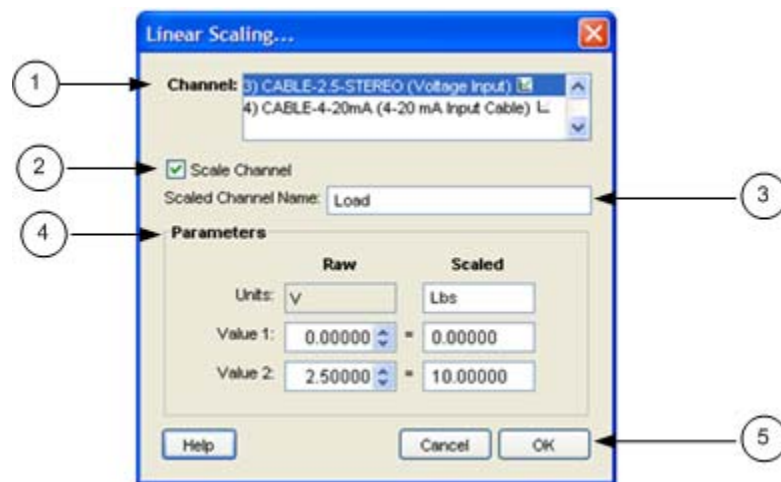 Linear Scaling...
1
Channel: 3) CABLE-2.5-STEREO (Voltage Input)
4) CABLE-4-20mA (4-20 mA Input Cable)
2
Scale Channel
Scaled Channel Name: Load
3
4
Parameters
Raw Scaled
Units: V Lbs
Value 1: 0.00000 = 0.00000
Value 2: 2.50000 = 10.00000
Help Cancel OK
5